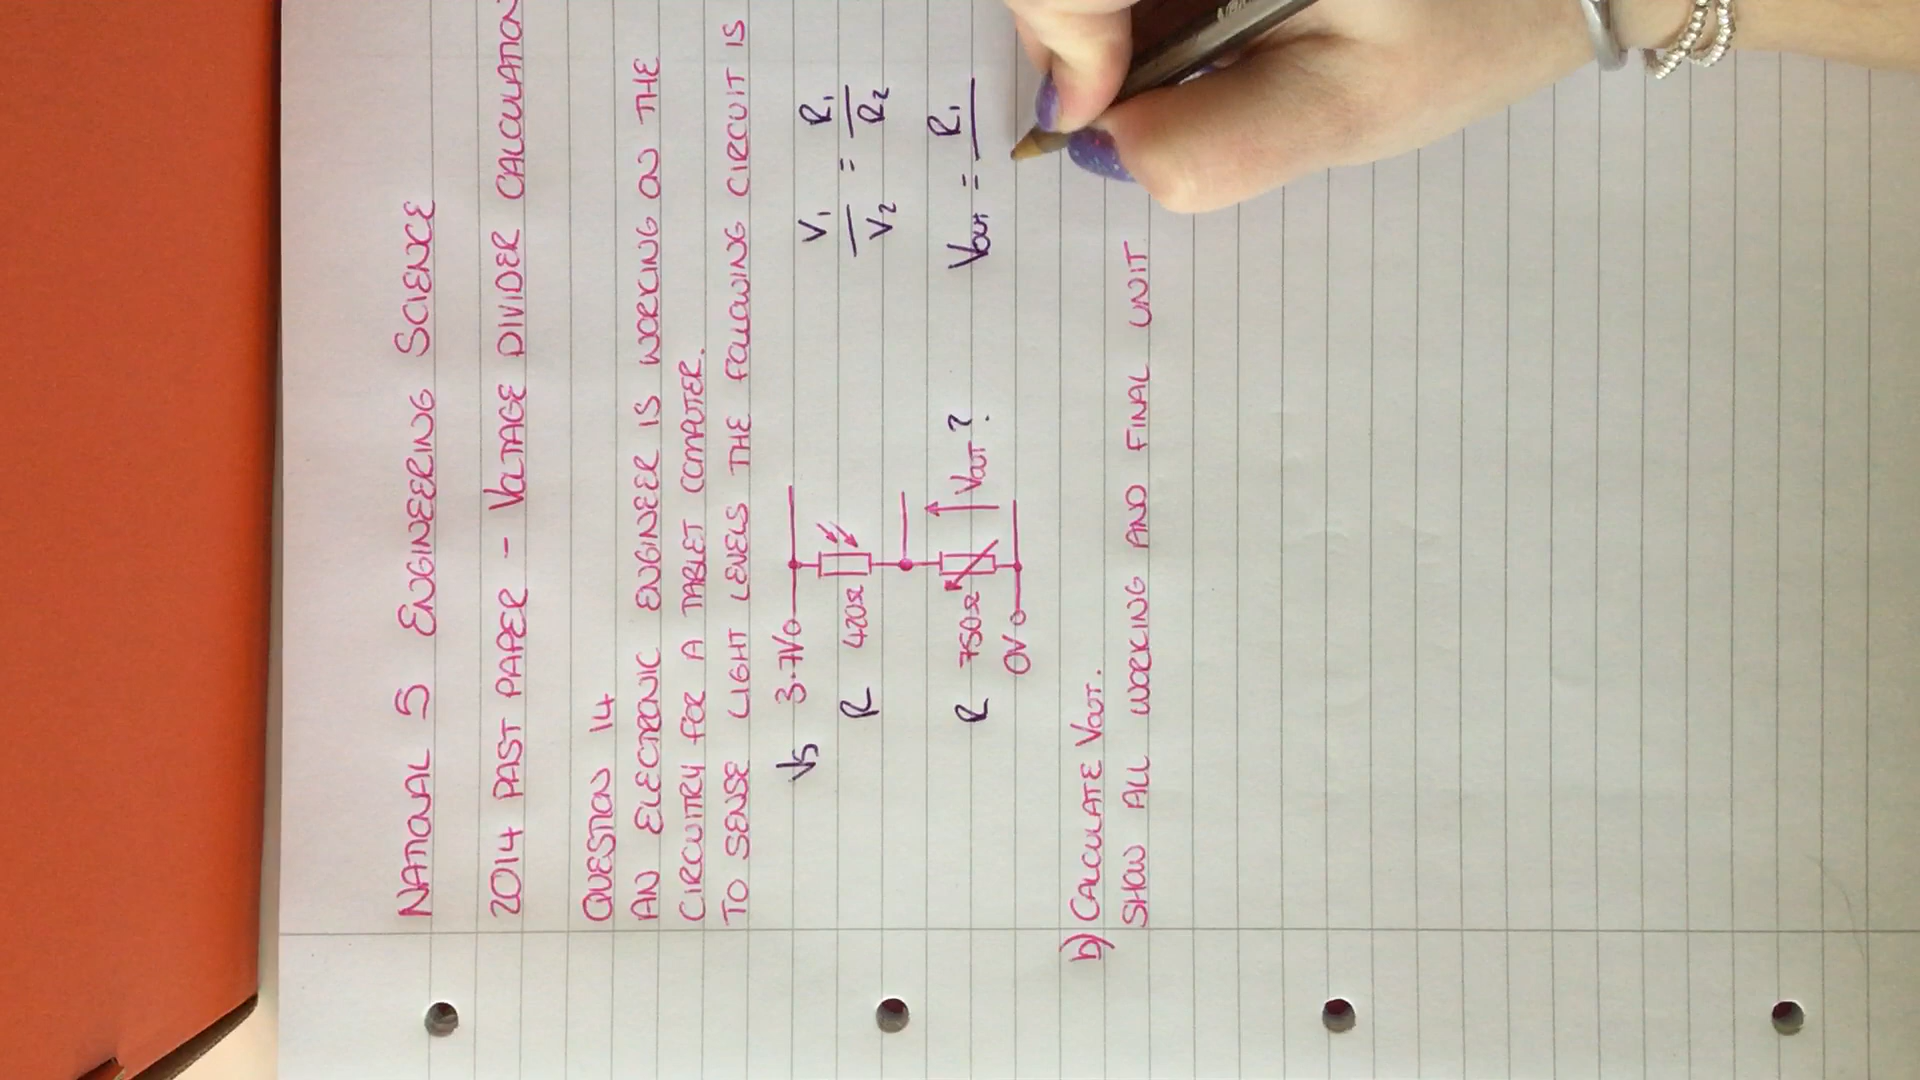 NATIONAL 5 ENGINEERING SCIENCE
2014 PAST PAPER - VOLTAGE DIVIDER CALCULATION
QUESTION 14
AN ELECTRONIC ENGINEER IS WORKING ON THE
CIRCUITRY FOR A TABLET COMPUTER.
TO SENSE LIGHT LEVELS THE FOLLOWING CIRCUIT IS
Vs 3.7V
R 420Ω
R 750Ω
0V
VOUT?
V1 / V2 = R1 / R2
Vout = R1
b) CALCULATE VOUT.
SHOW ALL WORKING AND FINAL UNIT